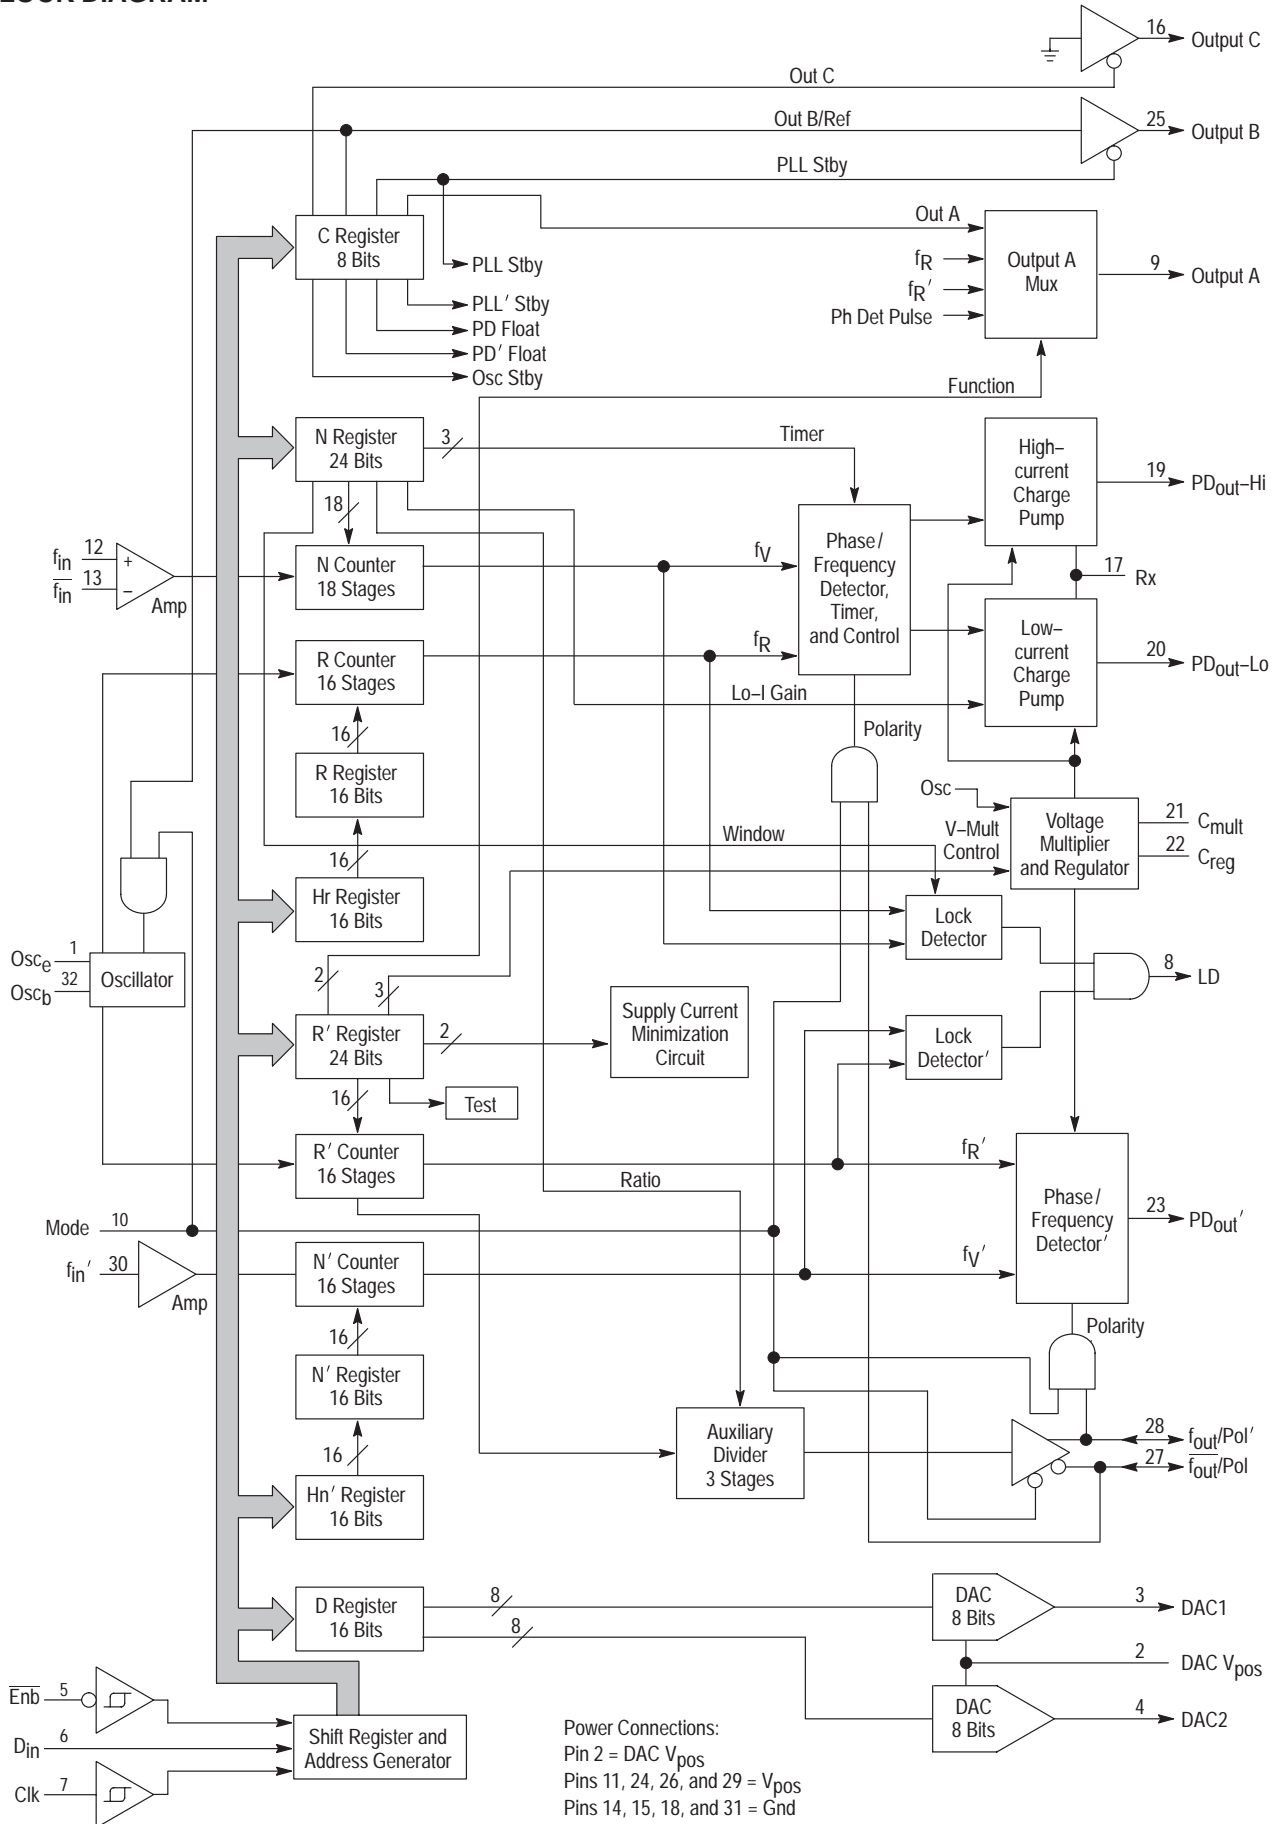 BLOCK DIAGRAM
16
Output C
Out C
Out B/Ref
25
Output B
PLL Stby
C Register
8 Bits
Out A
fR
fR′
Ph Det Pulse
Output A
Mux
9
Output A
PLL Stby
PLL′ Stby
PD Float
PD′ Float
Osc Stby
Function
N Register
24 Bits
3
Timer
High–
current
Charge
Pump
19
PDout–Hi
18
fin
12
+
fin
13
–
Amp
N Counter
18 Stages
fV
Phase/
Frequency
Detector,
Timer,
and Control
17
Rx
R Counter
16 Stages
fR
Low–
current
Charge
Pump
20
PDout–Lo
Lo–I Gain
16
Polarity
R Register
16 Bits
Osc
Voltage
Multiplier
and Regulator
21
Cmult
22
Creg
V–Mult
Control
Window
16
Hr Register
16 Bits
Lock
Detector
Osce
1
Oscb
32
Oscillator
2
3
8
LD
R′ Register
24 Bits
2
Supply Current
Minimization
Circuit
Lock
Detector′
16
Test
R′ Counter
16 Stages
fR′
Ratio
Phase/
Frequency
Detector′
23
PDout′
Mode
10
fin′
30
Amp
N′ Counter
16 Stages
fV′
16
Polarity
N′ Register
16 Bits
Auxiliary
Divider
3 Stages
28
fout/Pol′
27
fout/Pol
16
Hn′ Register
16 Bits
D Register
16 Bits
8
8
DAC
8 Bits
3
DAC1
2
DAC Vpos
DAC
8 Bits
4
DAC2
Enb
5
Din
6
Clk
7
Shift Register and
Address Generator
Power Connections:
Pin 2 = DAC Vpos
Pins 11, 24, 26, and 29 = Vpos
Pins 14, 15, 18, and 31 = Gnd